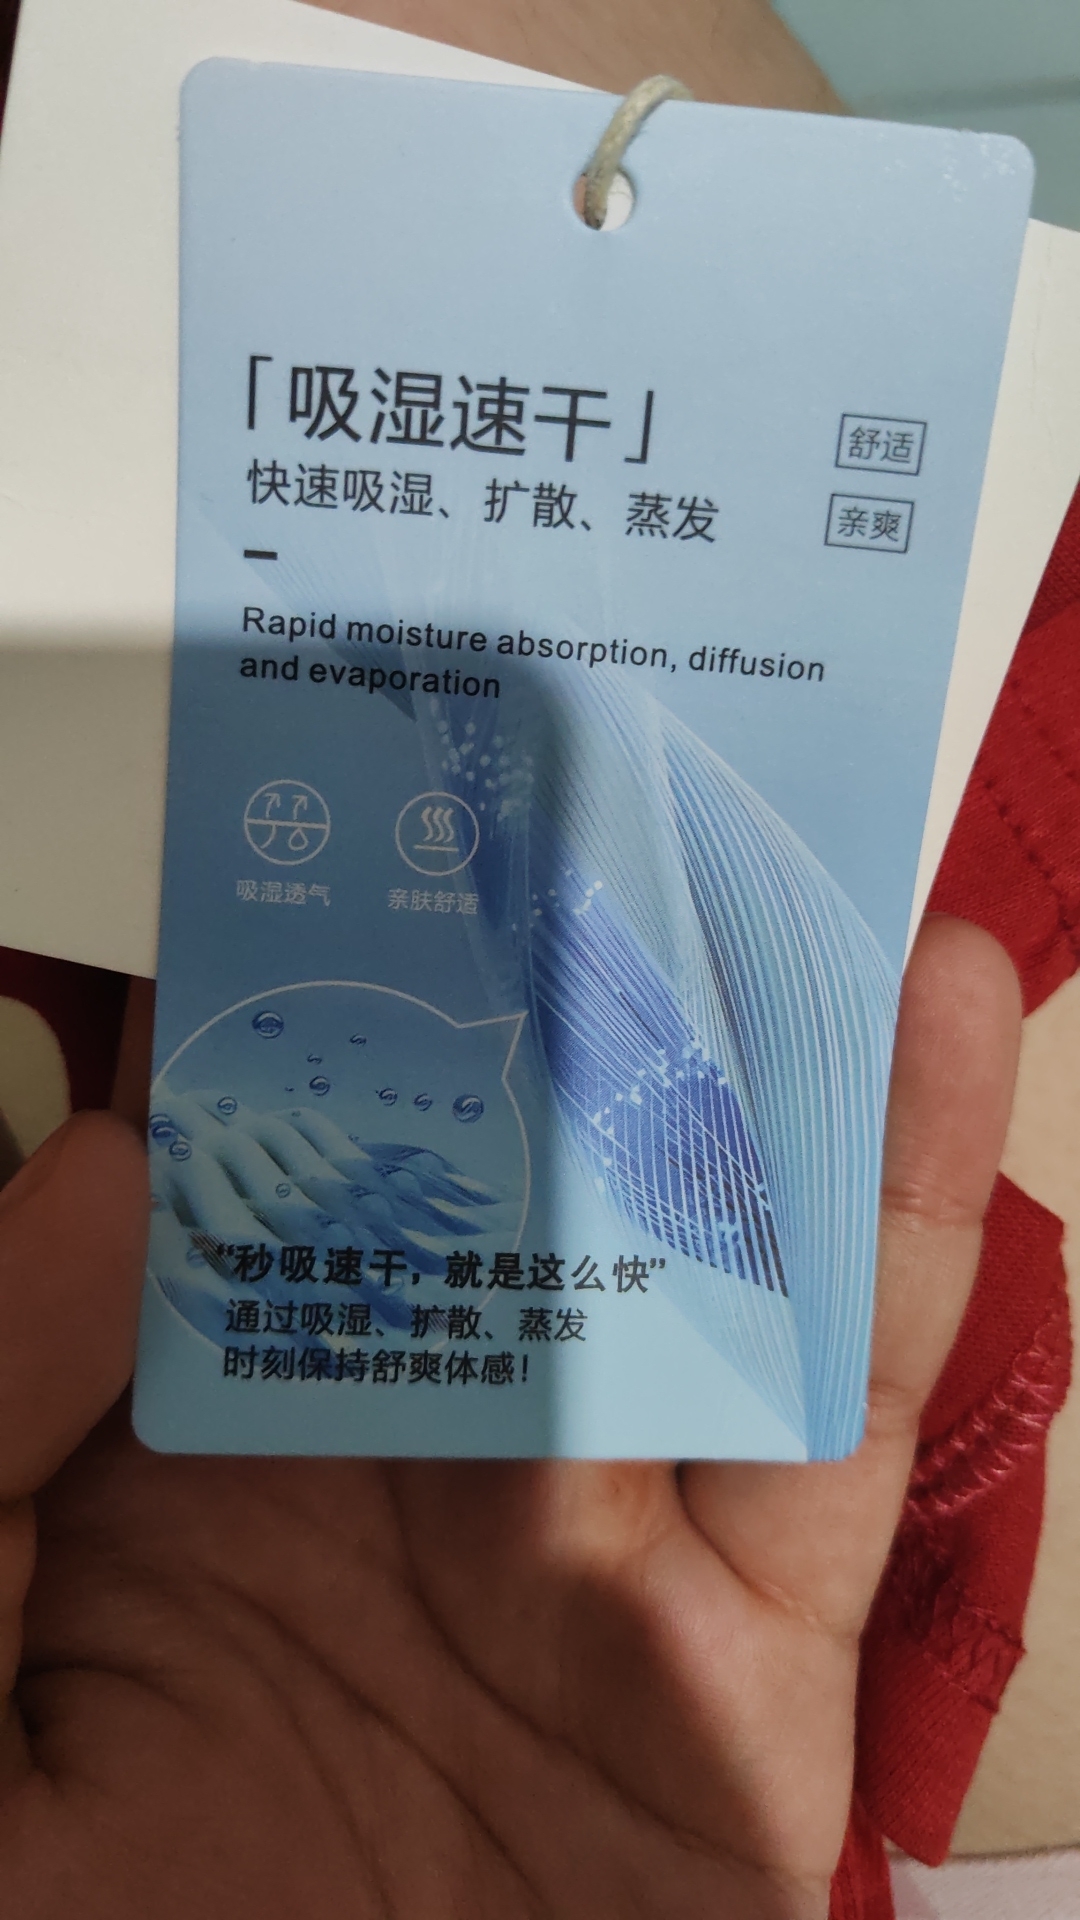 「吸湿速干」
舒适
快速吸湿、扩散、蒸发
亲爽
Rapid moisture absorption, diffusion
and evaporation
吸湿透气
亲肤舒适
“秒吸速干，就是这么快”
通过吸湿、扩散、蒸发
时刻保持舒爽体感！